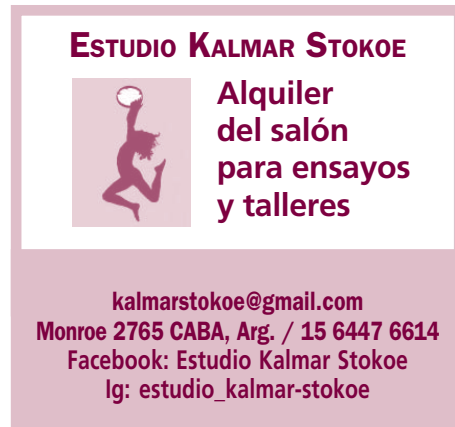 ESTUDIO KALMAR STOKOE
Alquiler
del salón
para ensayos
y talleres
kalmarstokoe@gmail.com
Monroe 2765 CABA, Arg. / 15 6447 6614
Facebook: Estudio Kalmar Stokoe
Ig: estudio_kalmar-stokoe